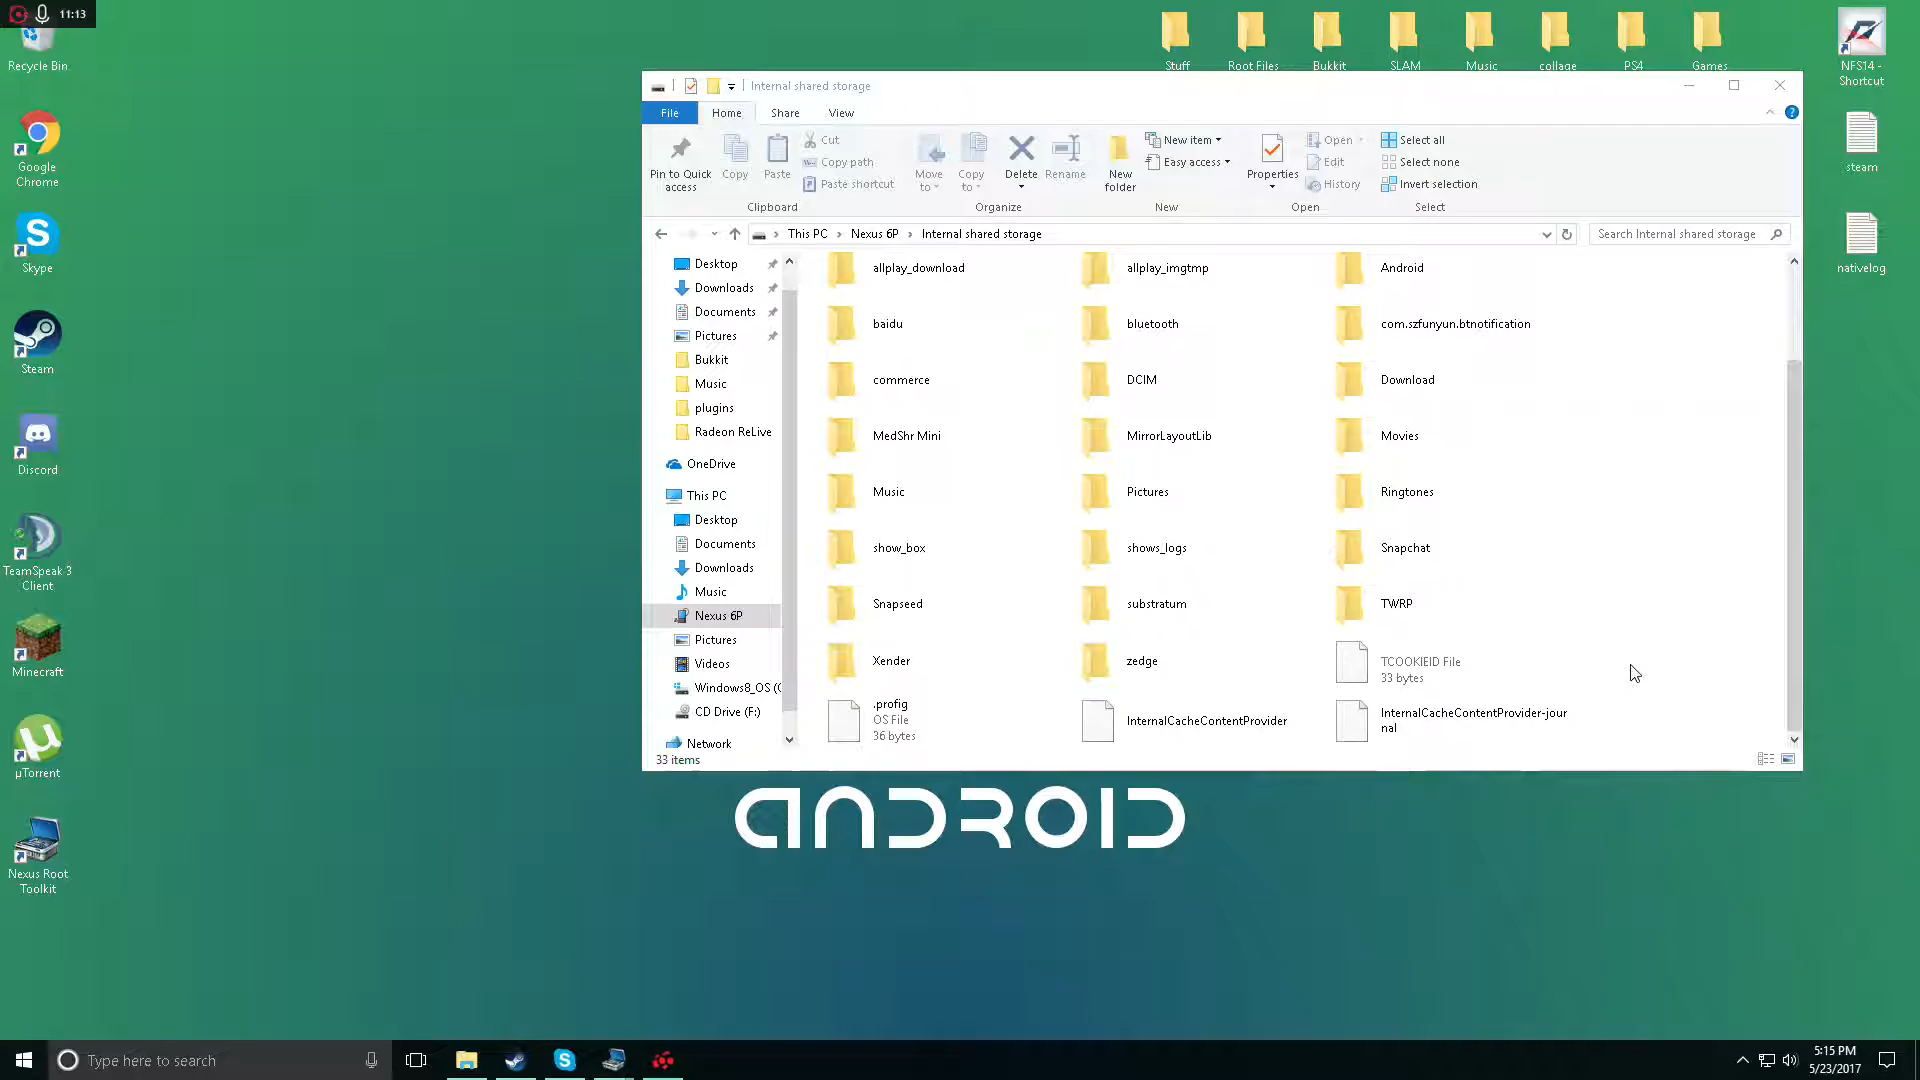 11:13
Recycle Bin
Google
Chrome
Skype
Steam
Discord
TeamSpeak 3
Client
Minecraft
µTorrent
Nexus Root
Toolkit
Stuff
Root Files
Bukkit
SLAM
Music
collage
PS4
Games
NFS14 -
Shortcut
steam
nativelog
Internal shared storage
File
Home
Share
View
Pin to Quick
access
Copy
Paste
Cut
Copy path
Paste shortcut
Clipboard
Move
to
Copy
to
Delete
Rename
Organize
New
folder
New item
Easy access
New
Properties
Open
Edit
History
Open
Select all
Select none
Invert selection
Select
This PC
Nexus 6P
Internal shared storage
Search Internal shared storage
Desktop
Downloads
Documents
Pictures
Bukkit
Music
plugins
Radeon ReLive
OneDrive
This PC
Desktop
Documents
Downloads
Music
Nexus 6P
Pictures
Videos
Windows8_OS (C
CD Drive (F:)
Network
allplay_download
allplay_imgtmp
Android
baidu
bluetooth
com.szfunyun.btnotification
commerce
DCIM
Download
MedShr Mini
MirrorLayoutLib
Movies
Music
Pictures
Ringtones
show_box
shows_logs
Snapchat
Snapseed
substratum
TWRP
Xender
zedge
TCOOKIEID File
33 bytes
.profig
OS File
36 bytes
InternalCacheContentProvider
InternalCacheContentProvider-jour
nal
33 items
ANDROID
Type here to search
5:15 PM
5/23/2017